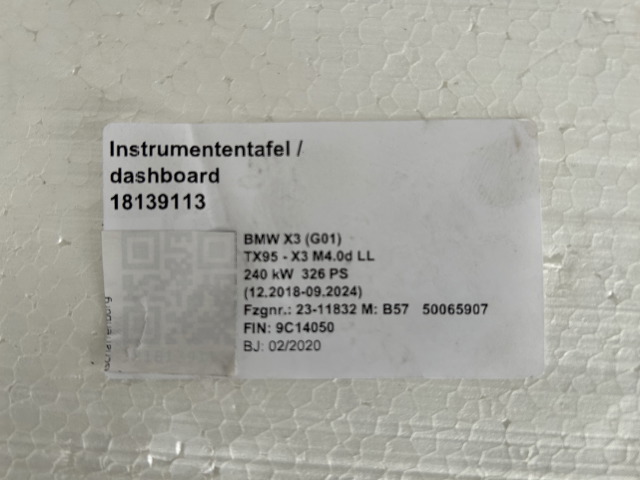 Instrumententafel /
dashboard
18139113
BMW X3 (G01)
TX95 - X3 M4.0d LL
240 kW 326 PS
(12.2018-09.2024)
Fzgnr.: 23-11832 M: B57 50065907
FIN: 9C14050
BJ: 02/2020